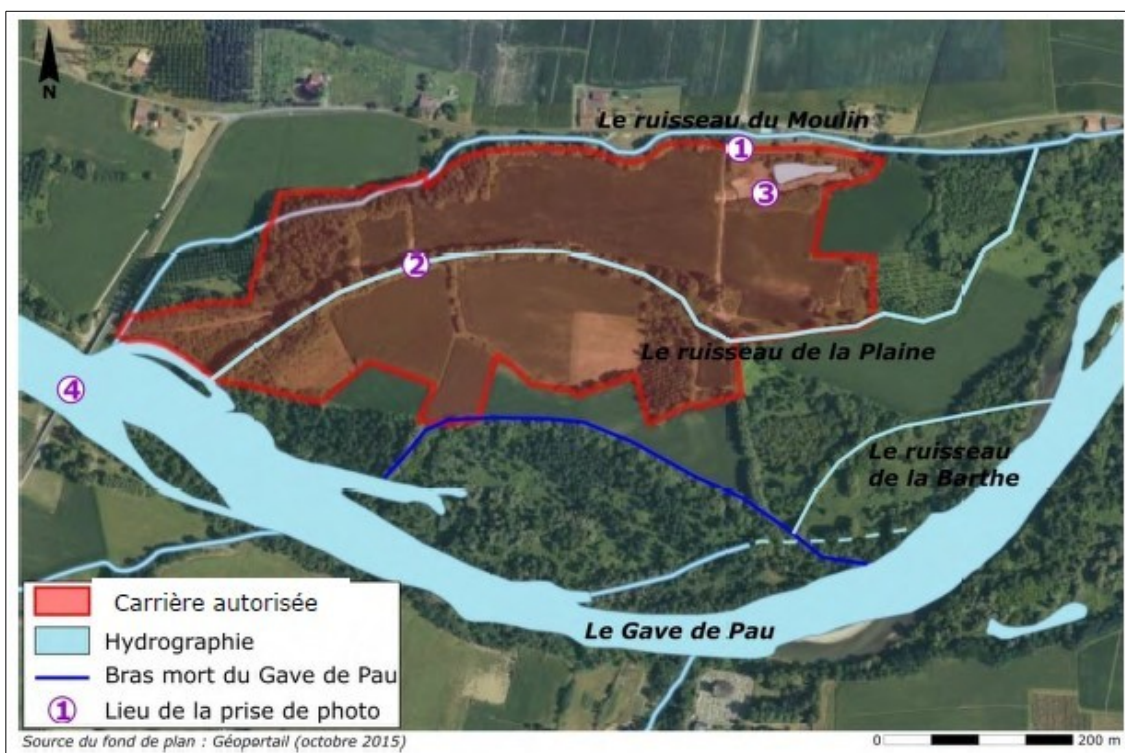 N
Le ruisseau du Moulin
①
③
②
Le ruisseau de la Plaine
④
Le ruisseau
de la Barthe
Le Gave de Pau
Carrière autorisée
Hydrographie
Bras mort du Gave de Pau
① Lieu de la prise de photo
Source du fond de plan : Géoportail (octobre 2015)
0 200 m